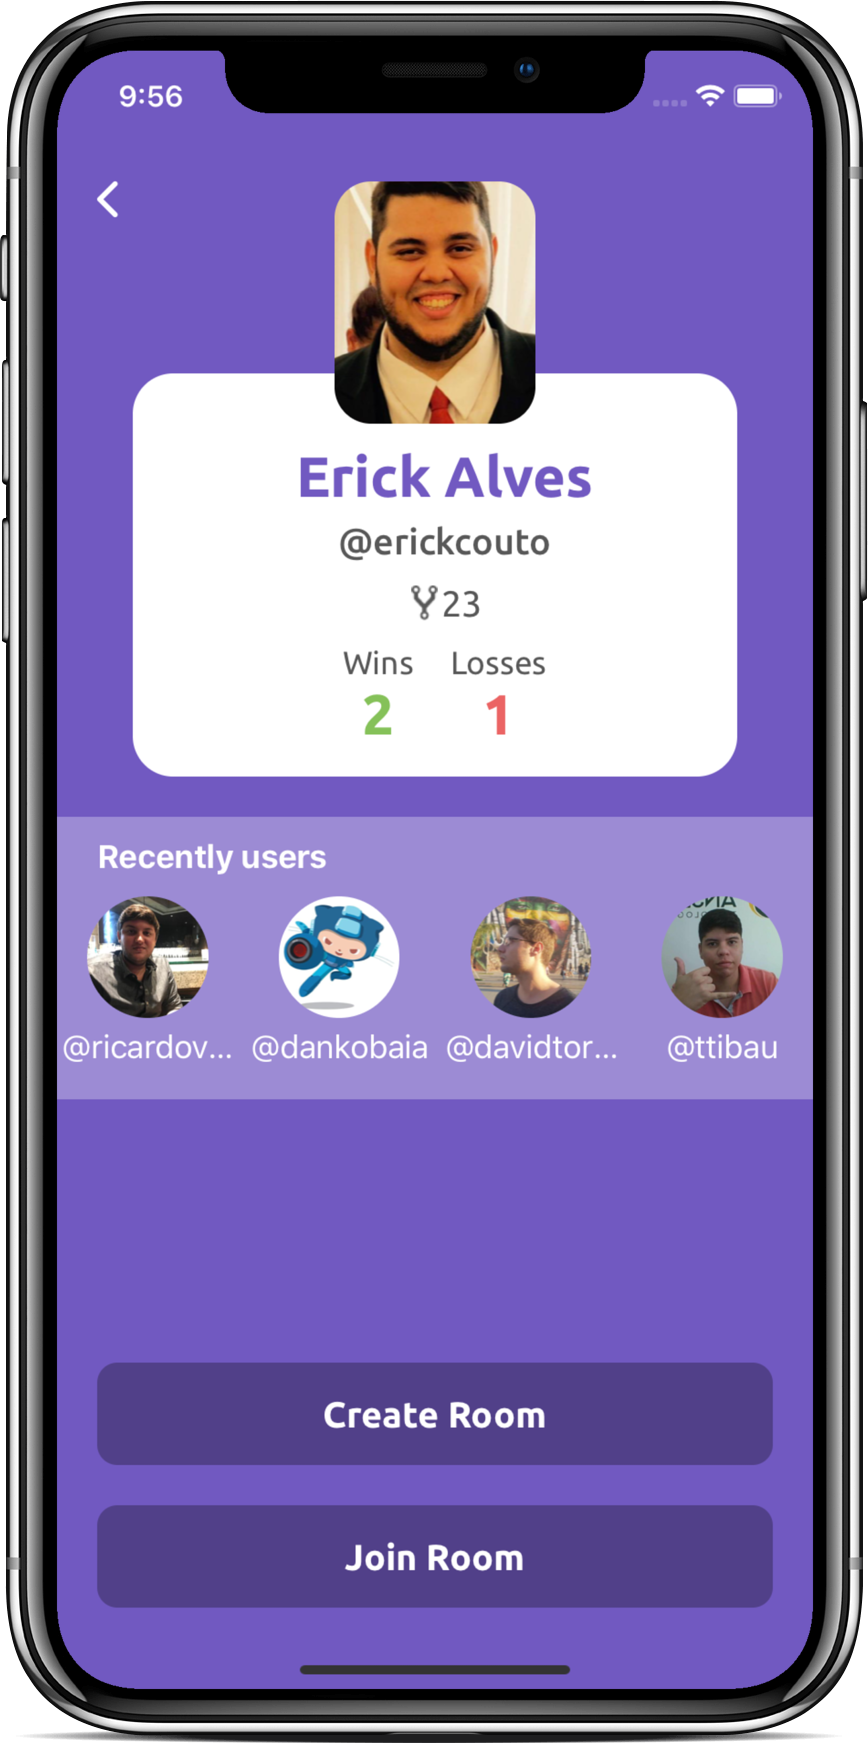 9:56
Erick Alves
@erickcouto
23
Wins Losses
2 1
Recently users
@ricardov... @dankobaia @davidtor... @ttibau
Create Room
Join Room